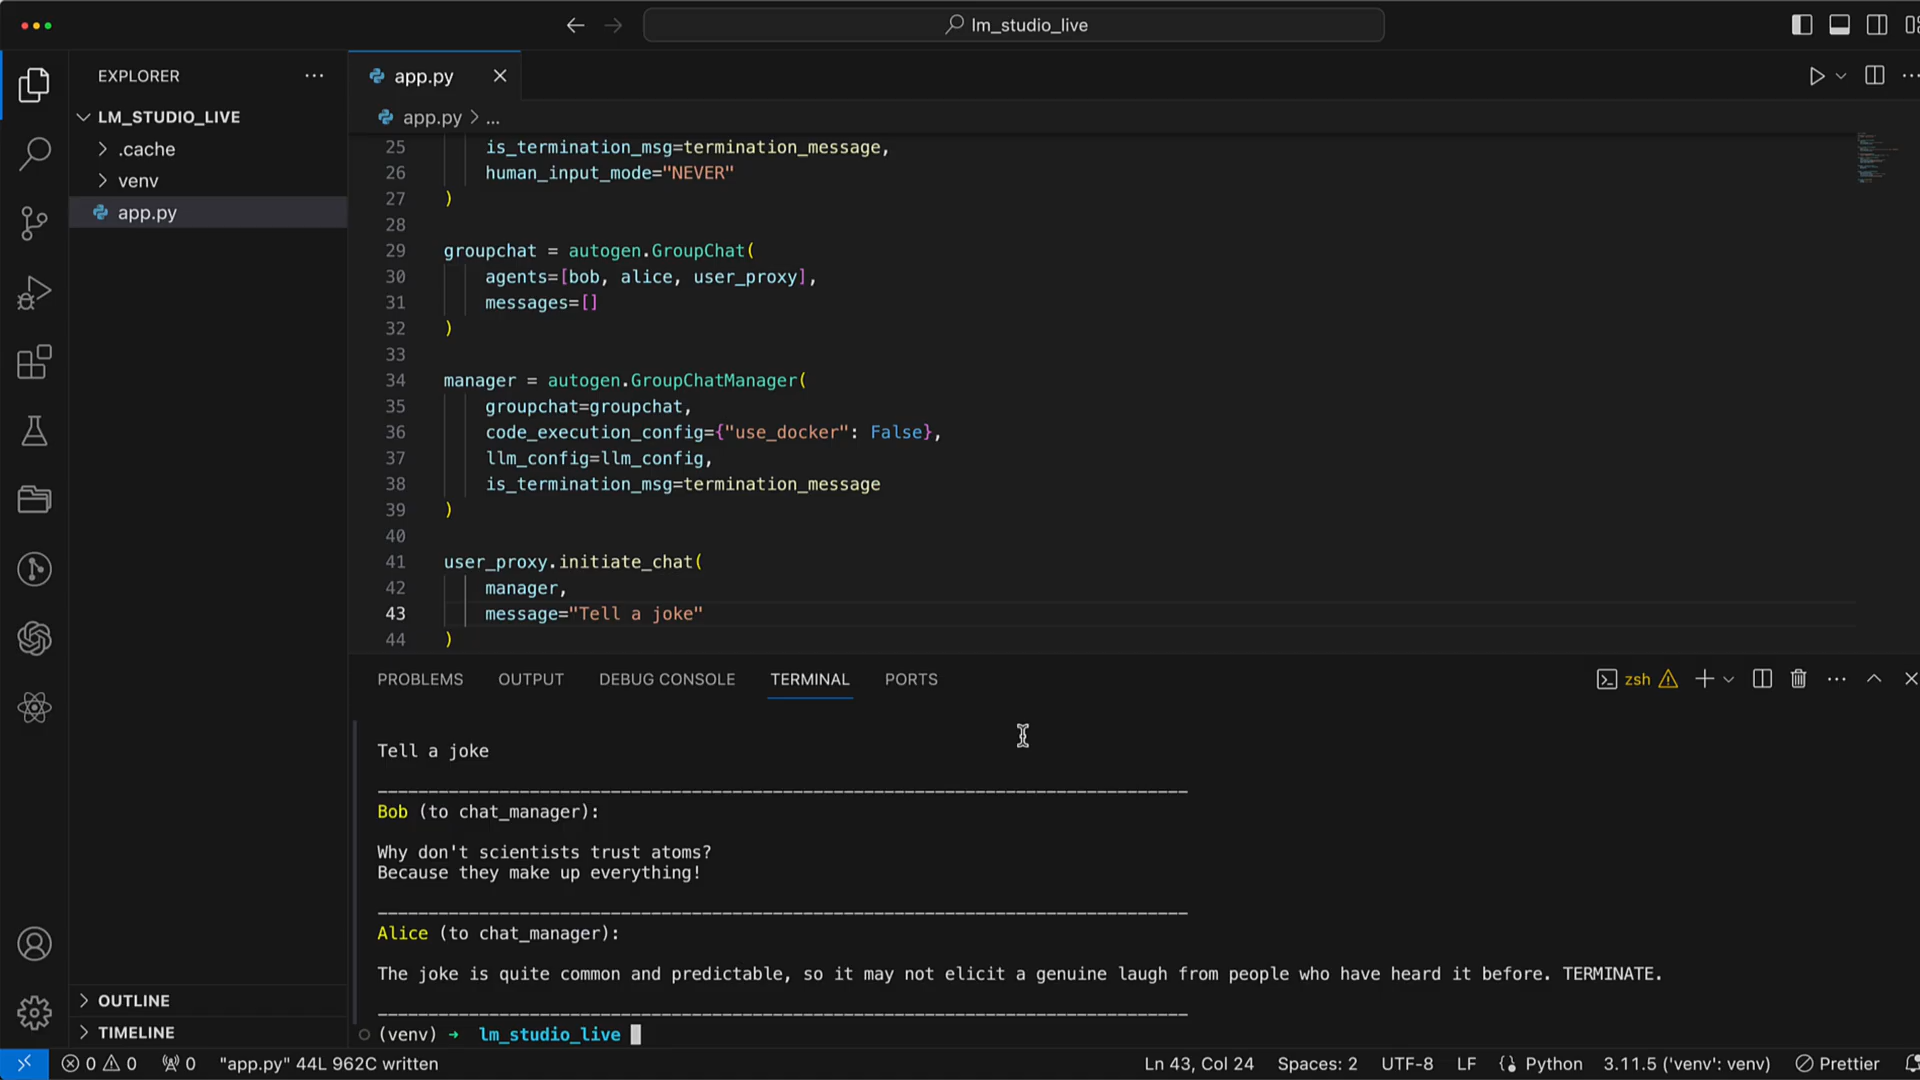 lm_studio_live
EXPLORER
LM_STUDIO_LIVE
.cache
venv
app.py
OUTLINE
TIMELINE
app.py
app.py > ...
25 is_termination_msg=termination_message,
26 human_input_mode="NEVER"
27 )
28
29 groupchat = autogen.GroupChat(
30 agents=[bob, alice, user_proxy],
31 messages=[]
32 )
33
34 manager = autogen.GroupChatManager(
35 groupchat=groupchat,
36 code_execution_config={"use_docker": False},
37 llm_config=llm_config,
38 is_termination_msg=termination_message
39 )
40
41 user_proxy.initiate_chat(
42 manager,
43 message="Tell a joke"
44 )
PROBLEMS OUTPUT DEBUG CONSOLE TERMINAL PORTS zsh
Tell a joke
--------------------------------------------------------------------------------
Bob (to chat_manager):
Why don't scientists trust atoms?
Because they make up everything!
--------------------------------------------------------------------------------
Alice (to chat_manager):
The joke is quite common and predictable, so it may not elicit a genuine laugh from people who have heard it before. TERMINATE.
--------------------------------------------------------------------------------
(venv) → lm_studio_live
0 0 0 "app.py" 44L 962C written Ln 43, Col 24 Spaces: 2 UTF-8 LF Python 3.11.5 ('venv': venv) Prettier